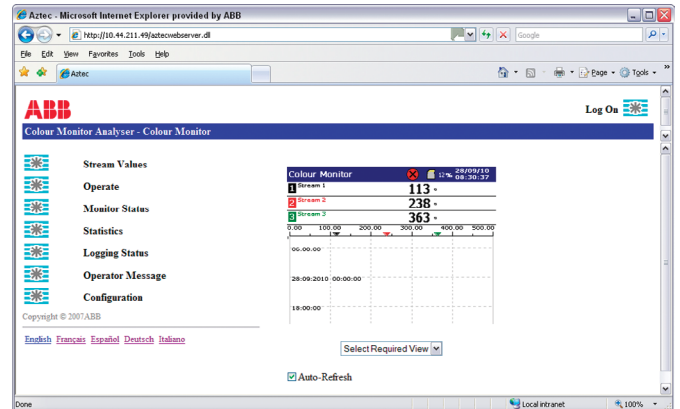 Aztec - Microsoft Internet Explorer provided by ABB
http://10.44.211.49/aztecwebserver.dl
Google
File Edit View Favorites Tools Help
Aztec
Page Tools
ABB
Log On
Colour Monitor Analyser - Colour Monitor
Stream Values
Operate
Monitor Status
Statistics
Logging Status
Operator Message
Configuration
Copyright © 2007ABB
English Français Español Deutsch Italiano
Colour Monitor 12% 28/09/10
08:30:37
1 Stream 1 113 °
2 Stream 2 238 °
3 Stream 3 363 °
0.00 100.00 200.00 300.00 400.00 500.00
06:00:00
28:09:2010 00:00:00
18:00:00
Select Required View
Auto-Refresh
Done Local intranet 100%